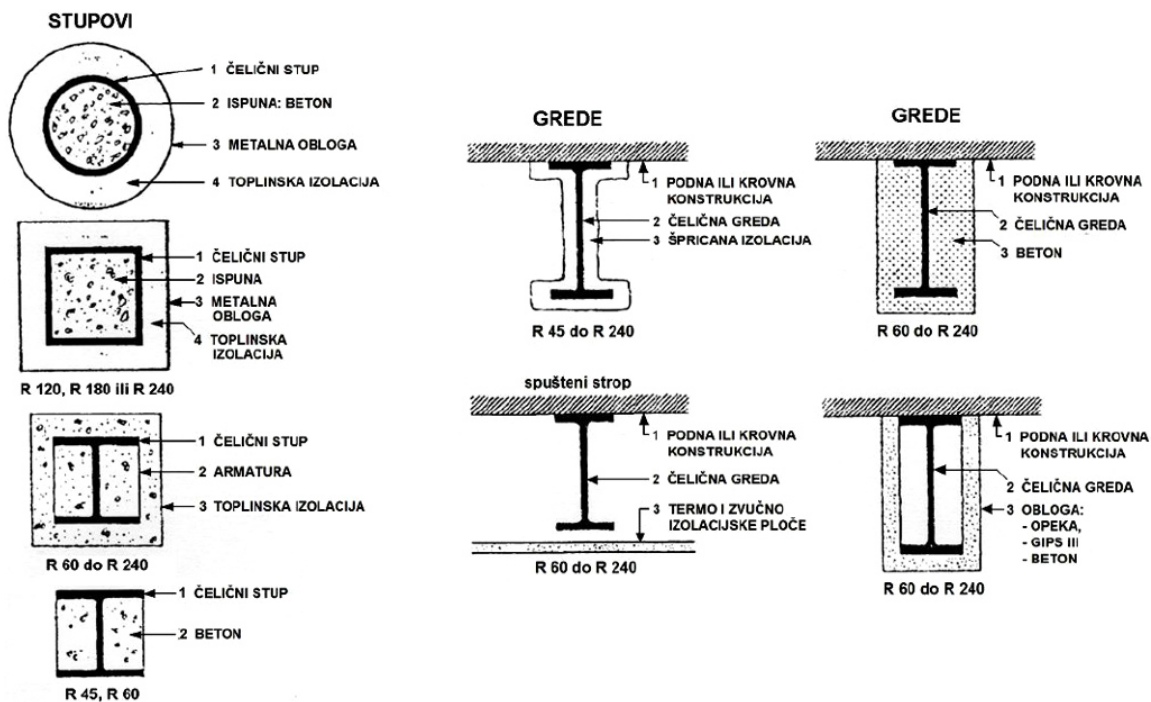 STUPOVI
1 ČELIČNI STUP
2 ISPUNA: BETON
3 METALNA OBLOGA
4 TOPLINSKA IZOLACIJA
1 ČELIČNI STUP
2 ISPUNA
3 METALNA
OBLOGA
4 TOPLINSKA
IZOLACIJA
R 120, R 180 ili R 240
1 ČELIČNI STUP
2 ARMATURA
3 TOPLINSKA IZOLACIJA
R 60 do R 240
1 ČELIČNI STUP
2 BETON
R 45, R 60
GREDE
1 PODNA ILI KROVNA
KONSTRUKCIJA
2 ČELIČNA GREDA
3 ŠPRICANA IZOLACIJA
R 45 do R 240
spušteni strop
1 PODNA ILI KROVNA
KONSTRUKCIJA
2 ČELIČNA GREDA
3 TERMO I ZVUČNO
IZOLACIJSKE PLOČE
R 60 do R 240
GREDE
1 PODNA ILI KROVNA
KONSTRUKCIJA
2 ČELIČNA GREDA
3 BETON
R 60 do R 240
1 PODNA ILI KROVNA
KONSTRUKCIJA
2 ČELIČNA GREDA
3 OBLOGA:
- OPEKA,
- GIPS III
- BETON
R 60 do R 240